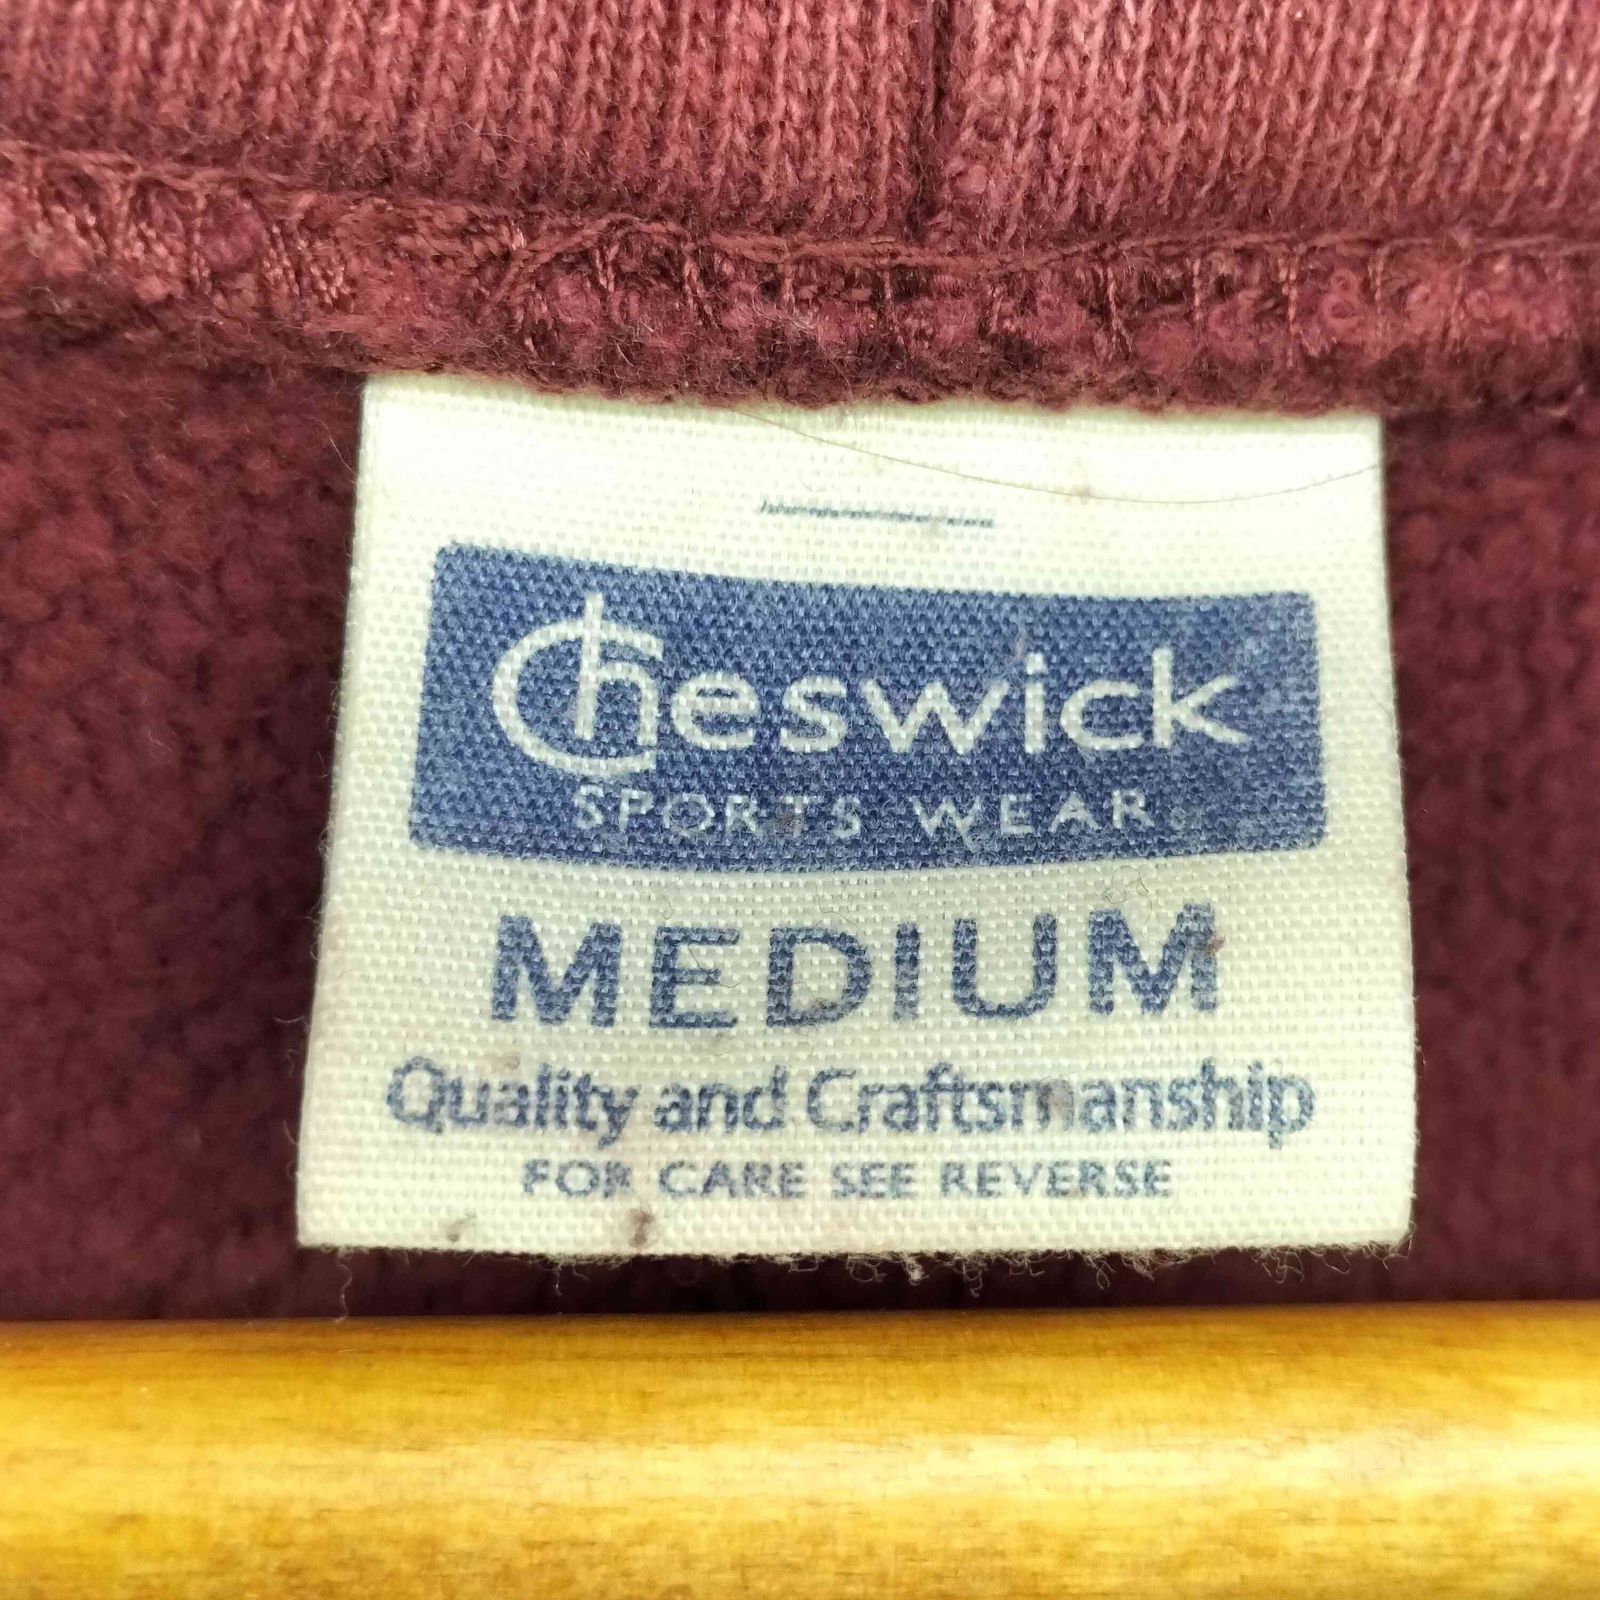 Cheswick
SPORTS WEAR
MEDIUM
Quality and Craftsmanship
FOR CARE SEE REVERSE